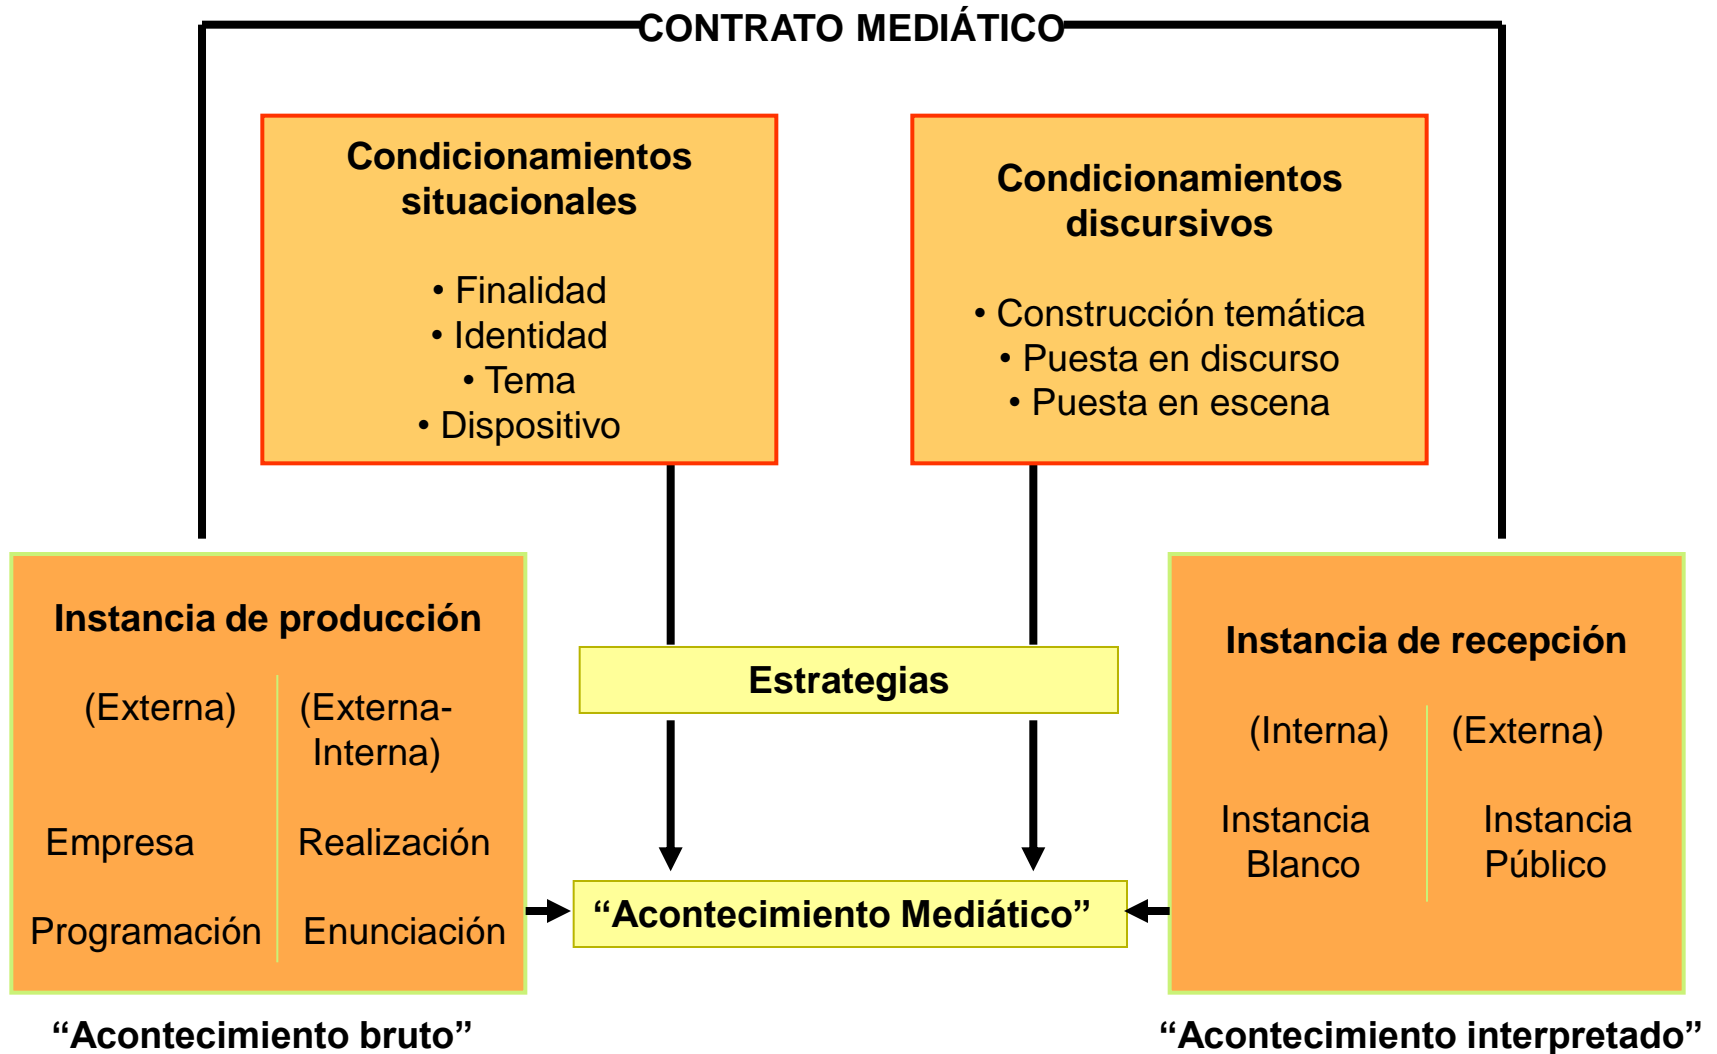 CONTRATO MEDIÁTICO
Condicionamientos
situacionales
• Finalidad
• Identidad
• Tema
• Dispositivo
Condicionamientos
discursivos
• Construcción temática
• Puesta en discurso
• Puesta en escena
Instancia de producción
(Externa)
Empresa
Programación
(Externa-
Interna)
Realización
Enunciación
Estrategias
“Acontecimiento Mediático”
Instancia de recepción
(Interna)
Instancia
Blanco
(Externa)
Instancia
Público
“Acontecimiento bruto”
“Acontecimiento interpretado”